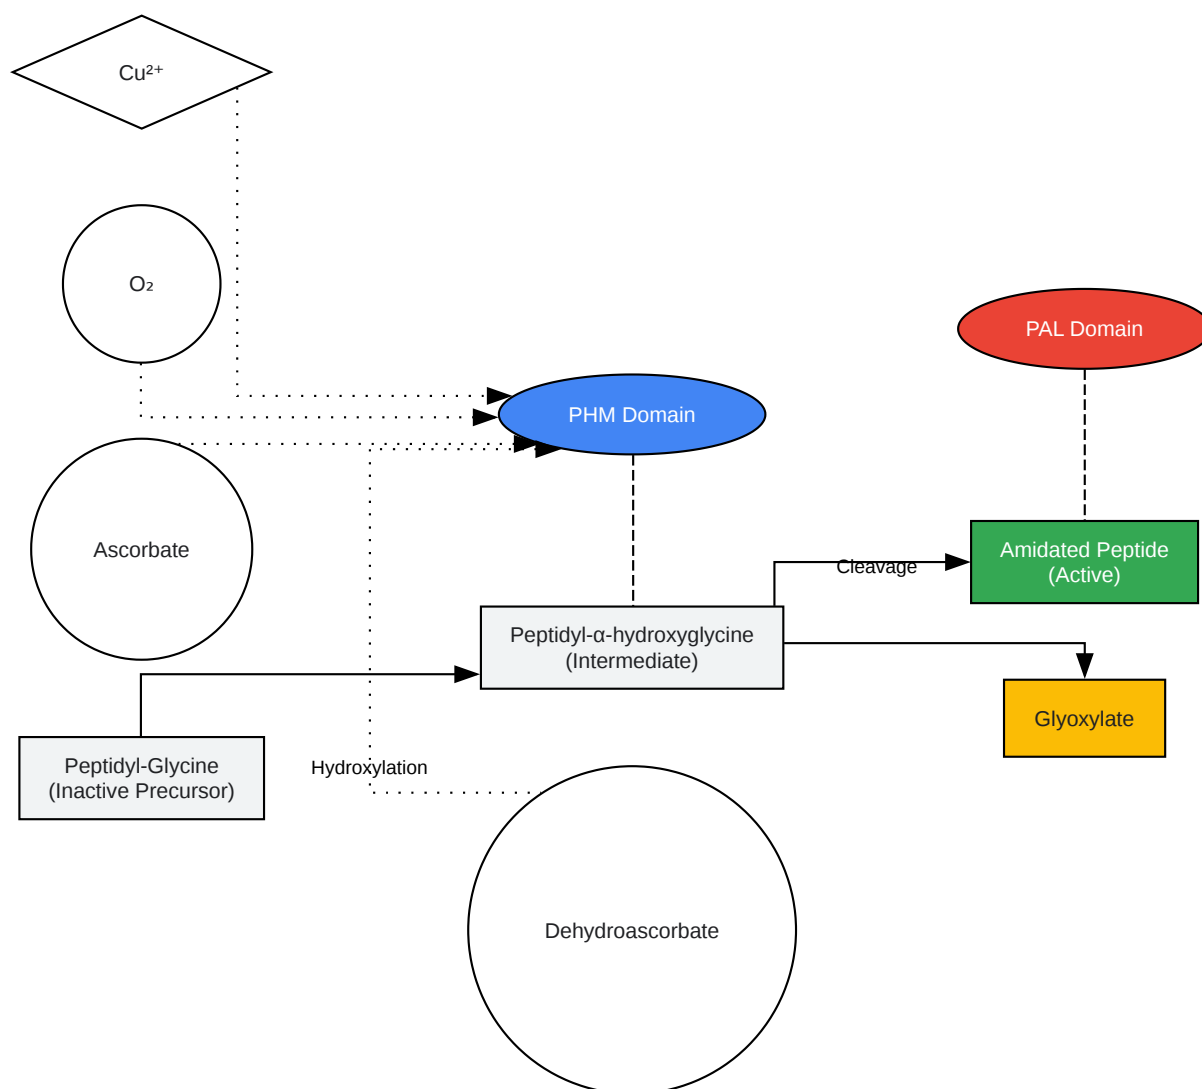 Cu²⁺
O₂
PAL Domain
PHM Domain
Ascorbate
Amidated Peptide
(Active)
Cleavage
Peptidyl-α-hydroxyglycine
(Intermediate)
Glyoxylate
Peptidyl-Glycine
(Inactive Precursor)
Hydroxylation
Dehydroascorbate